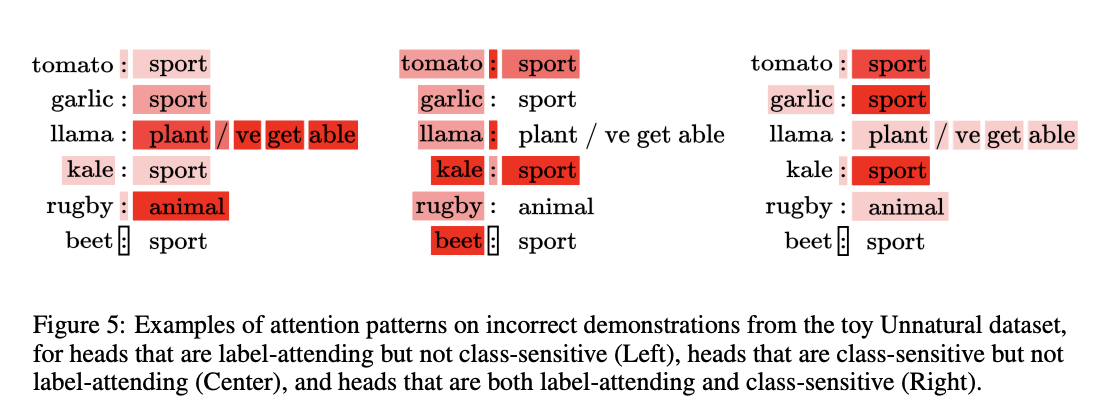 tomato : sport
garlic : sport
llama : plant / ve get able
kale : sport
rugby : animal
beet : sport
tomato : sport
garlic : sport
llama : plant / ve get able
kale : sport
rugby : animal
beet : sport
tomato : sport
garlic : sport
llama : plant / ve get able
kale : sport
rugby : animal
beet : sport
Figure 5: Examples of attention patterns on incorrect demonstrations from the toy Unnatural dataset,
for heads that are label-attending but not class-sensitive (Left), heads that are class-sensitive but not
label-attending (Center), and heads that are both label-attending and class-sensitive (Right).